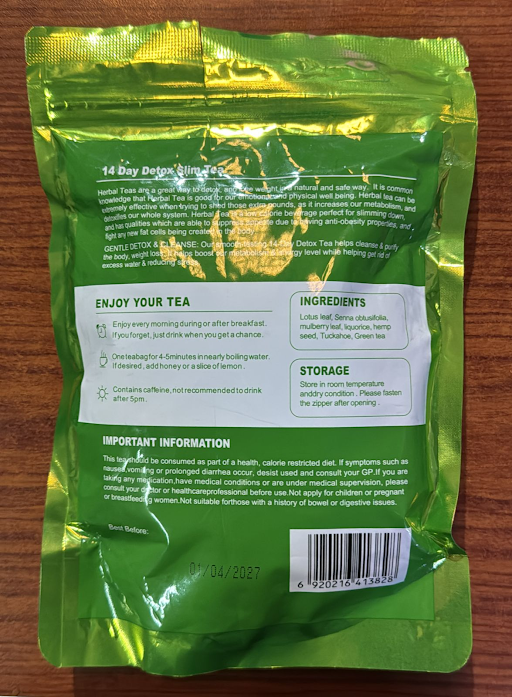 14 Day Detox Slim Tea
Herbal Teas are a great way to detox, and lose weight in a natural and safe way. It is common
knowledge that Herbal Tea is good for our emotional and physical well being. Herbal tea can be
extremely effective when trying to shed those extra pounds, as it increases our metabolism, and
detoxifies our whole system. Herbal tea is a low calorie beverage perfect for slimming down,
and has qualities which are able to suppress appetite due to having anti-obesity properties, and
fight any new fat cells being created in the body.
GENTLE DETOX & CLEANSE: Our smooth-tasting 14-Day Detox Tea helps cleanse & purify
the body, weight loss. It helps boost our metabolism & energy level while helping get rid of
excess water & reducing stress.
ENJOY YOUR TEA
Enjoy every morning during or after breakfast.
If you forget, just drink when you get a chance.
One teabag for 4-5minutes in nearly boiling water.
If desired , add honey or a slice of lemon .
Contains caffeine, not recommended to drink
after 5pm .
INGREDIENTS
Lotus leaf, Senna obtusifolia,
mulberry leaf, liquorice, hemp
seed, Tuckahoe, Green tea
STORAGE
Store in room temperature
anddry condition . Please fasten
the zipper after opening .
IMPORTANT INFORMATION
This tea should be consumed as part of a health, calorie restricted diet. If symptoms such as
nausea,vomiting or prolonged diarrhea occur, desist used and consult your GP.If you are
taking any medication,have medical conditions or are under medical supervision, please
consult your doctor or healthcareprofessional before use.Not apply for children or pregnant
or breastfeeding women.Not suitable forthose with a history of bowel or digestive issues.
Best Before:
01/04/2027
6 920216 413828